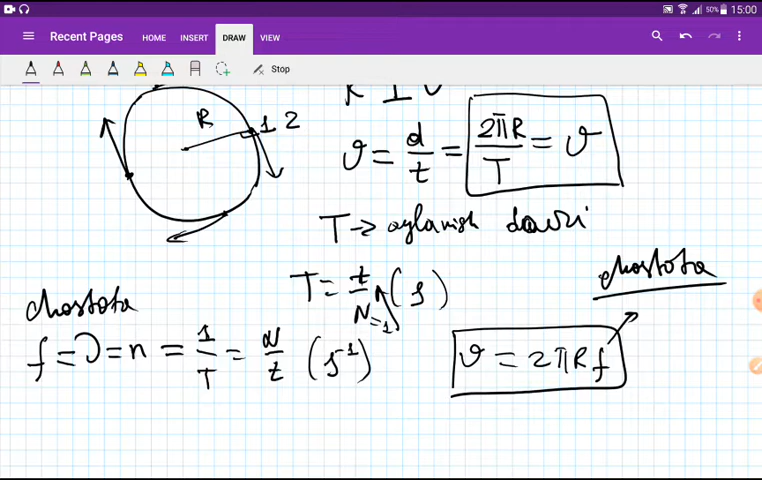 50% 15:00
Recent Pages HOME INSERT DRAW VIEW
Stop
R ⊥ υ
R 1 2
ϑ = d/t = 2πR/T = ϑ
T → aylanish davri
T = t/N (s)
N=1
chastota
chastota
f = ν = n = 1/T = N/t (s⁻¹)
ϑ = 2πRf